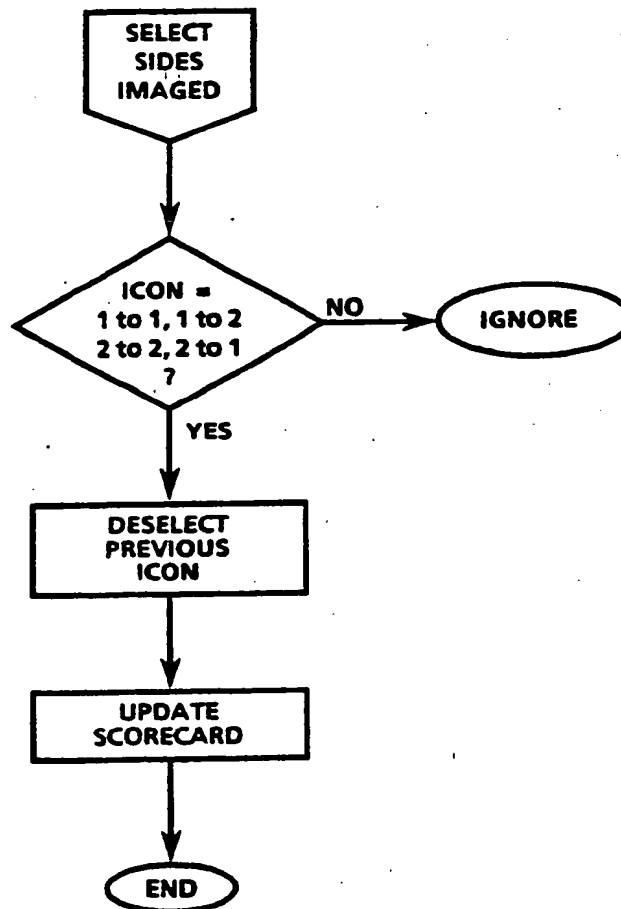 SELECT
SIDES
IMAGED
ICON =
1 to 1, 1 to 2
2 to 2, 2 to 1
?
NO
IGNORE
YES
DESELECT
PREVIOUS
ICON
UPDATE
SCORECARD
END